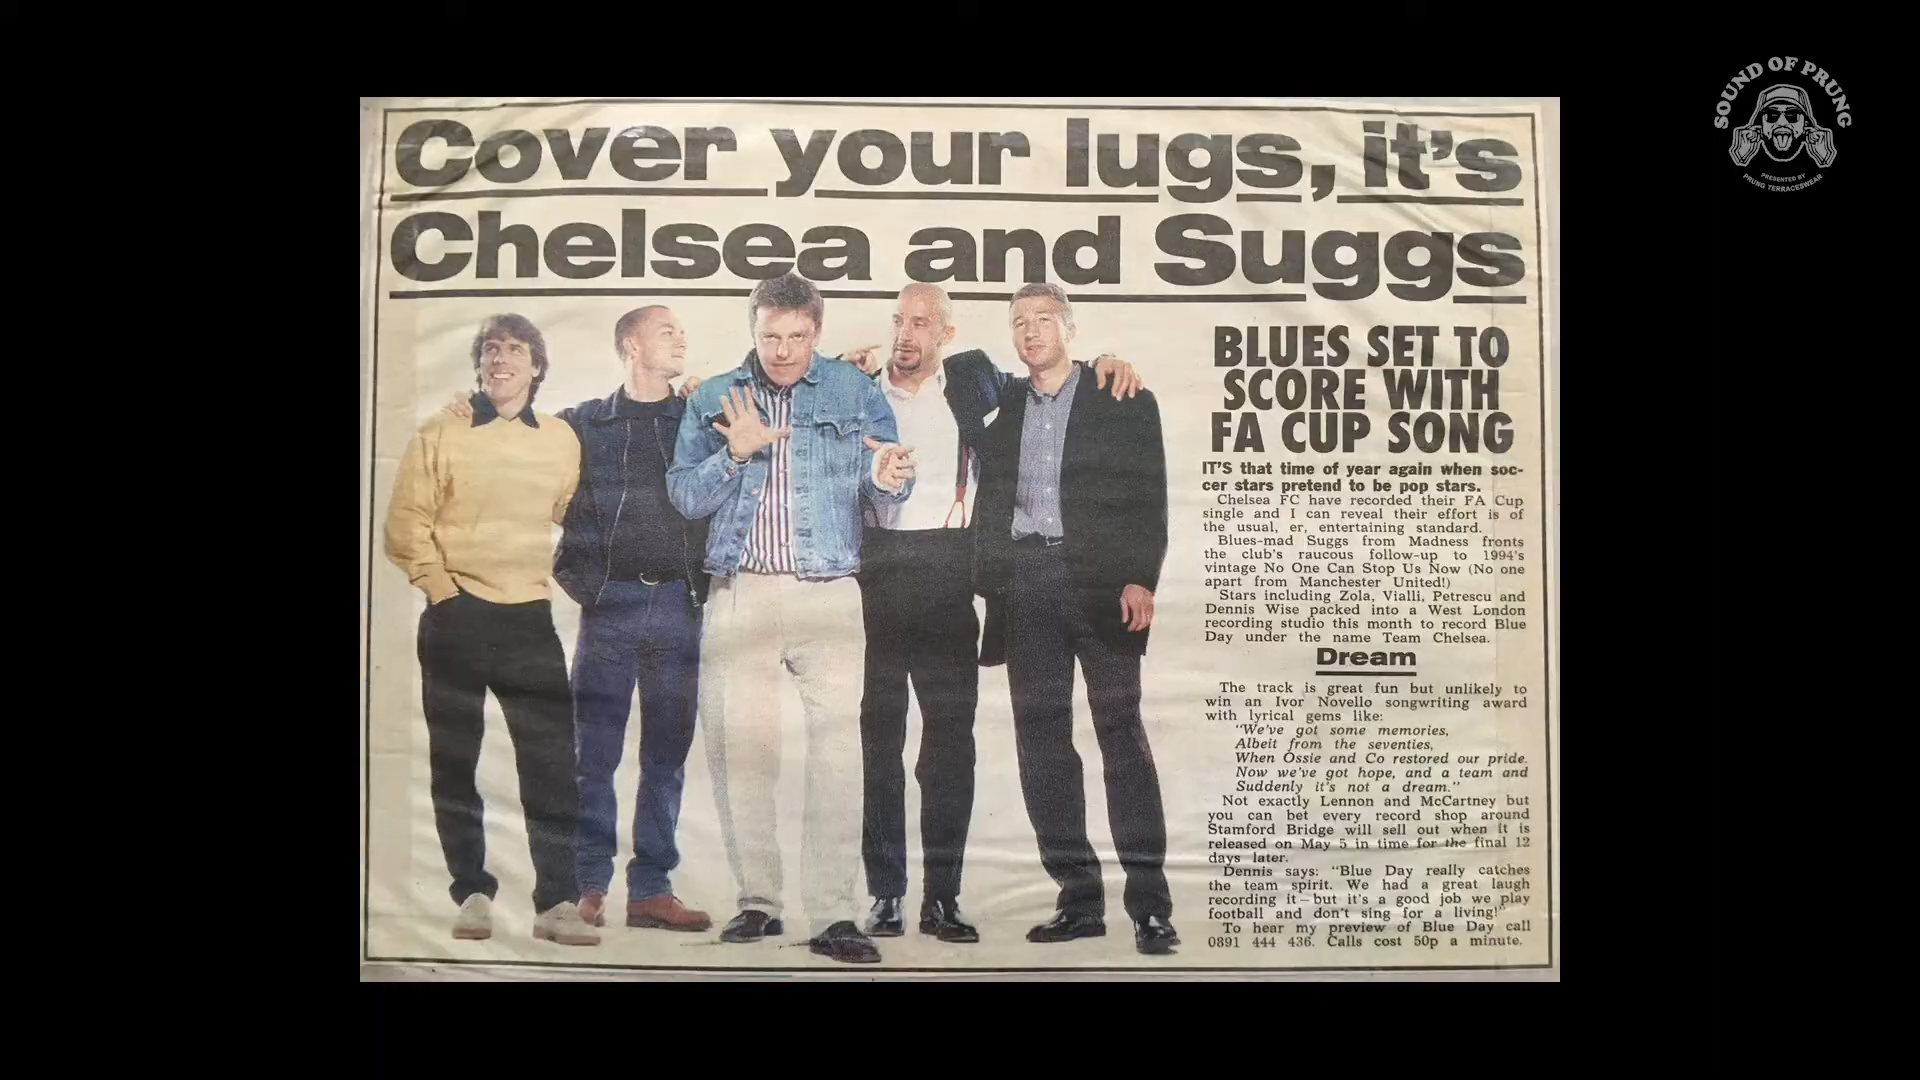 Cover your lugs, it's
Chelsea and Suggs
BLUES SET TO
SCORE WITH
FA CUP SONG
IT'S that time of year again when soc-
cer stars pretend to be pop stars.
Chelsea FC have recorded their FA Cup
single and I can reveal their effort is of
the usual, er, entertaining standard.
Blues-mad Suggs from Madness fronts
the club's raucous follow-up to 1994's
vintage No One Can Stop Us Now (No one
apart from Manchester United!)
Stars including Zola, Vialli, Petrescu and
Dennis Wise packed into a West London
recording studio this month to record Blue
Day under the name Team Chelsea.
Dream
The track is great fun but unlikely to
win an Ivor Novello songwriting award
with lyrical gems like:
"We've got some memories,
Albeit from the seventies,
When Ossie and Co restored our pride.
Now we've got hope, and a team and
Suddenly it's not a dream."
Not exactly Lennon and McCartney but
you can bet every record shop around
Stamford Bridge will sell out when it is
released on May 5 in time for the final 12
days later.
Dennis says: "Blue Day really catches
the team spirit. We had a great laugh
recording it – but it's a good job we play
football and don't sing for a living!"
To hear my preview of Blue Day call
0891 444 436. Calls cost 50p a minute.
SOUND OF PRUNG
PRESENTED BY
PRUNG TERRACESWEAR